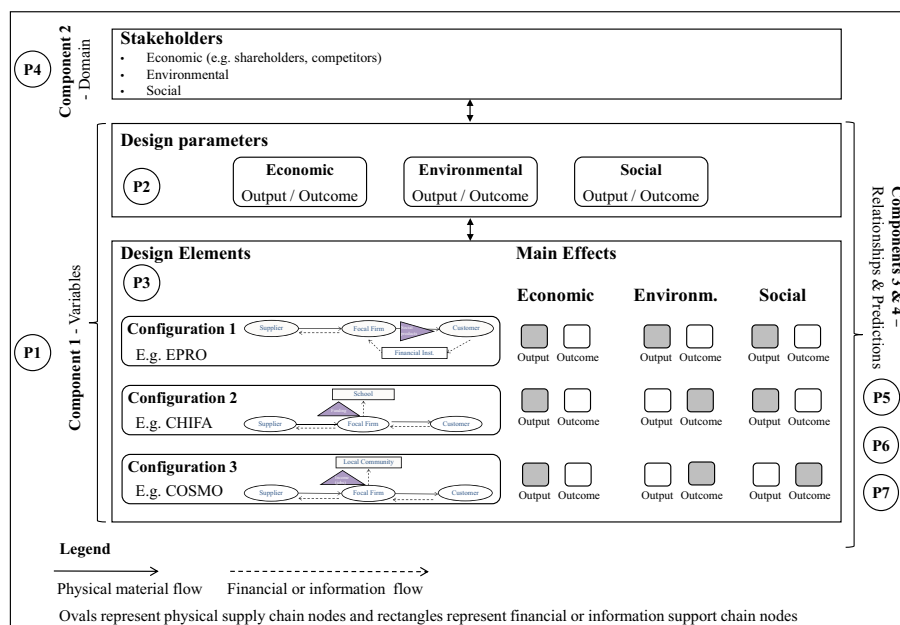 Component 2
- Domain
P4
Stakeholders
• Economic (e.g. shareholders, competitors)
• Environmental
• Social
Component 1 - Variables
P1
Design parameters
P2
Economic
Output / Outcome
Environmental
Output / Outcome
Social
Output / Outcome
Design Elements
P3
Main Effects
Economic
Environm.
Social
Configuration 1
E.g. EPRO
Supplier
Focal Firm
Customer
Financial Inst.
Output Outcome
Output Outcome
Output Outcome
Configuration 2
E.g. CHIFA
School
Supplier
Focal Firm
Customer
Output Outcome
Output Outcome
Output Outcome
Configuration 3
E.g. COSMO
Local Community
Supplier
Focal Firm
Customer
Output Outcome
Output Outcome
Output Outcome
Components 3 & 4 –
Relationships & Predictions
P5
P6
P7
Legend
Physical material flow
Financial or information flow
Ovals represent physical supply chain nodes and rectangles represent financial or information support chain nodes